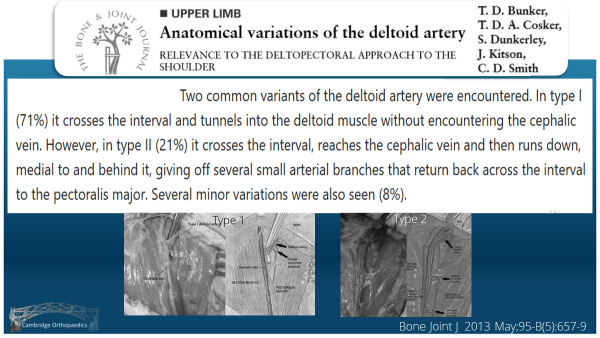 THE BONE & JOINT JOURNAL
■ UPPER LIMB
Anatomical variations of the deltoid artery
RELEVANCE TO THE DELTOPECTORAL APPROACH TO THE
SHOULDER
T. D. Bunker,
T. D. A. Cosker,
S. Dunkerley,
J. Kitson,
C. D. Smith
Two common variants of the deltoid artery were encountered. In type I
(71%) it crosses the interval and tunnels into the deltoid muscle without encountering the cephalic
vein. However, in type II (21%) it crosses the interval, reaches the cephalic vein and then runs down,
medial to and behind it, giving off several small arterial branches that return back across the interval
to the pectoralis major. Several minor variations were also seen (8%).
Type 1
Type I deltoid artery
Cephalic vein
DELTOID MUSCLE
PECTORALIS
MAJOR
Type 2
Cambridge Orthopaedics
Bone Joint J 2013 May;95-B(5):657-9